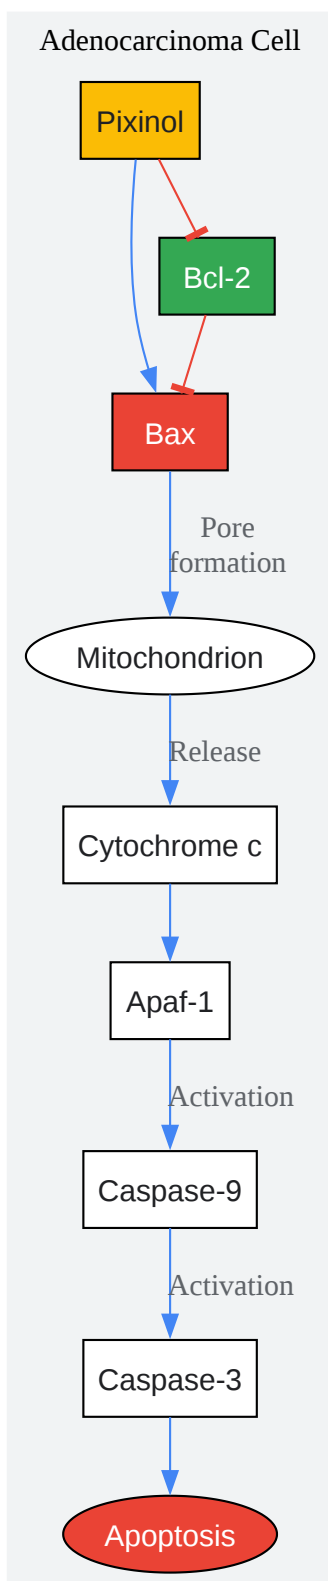 Adenocarcinoma Cell
Pixinol
Bcl-2
Bax
Pore
formation
Mitochondrion
Release
Cytochrome c
Apaf-1
Activation
Caspase-9
Activation
Caspase-3
Apoptosis